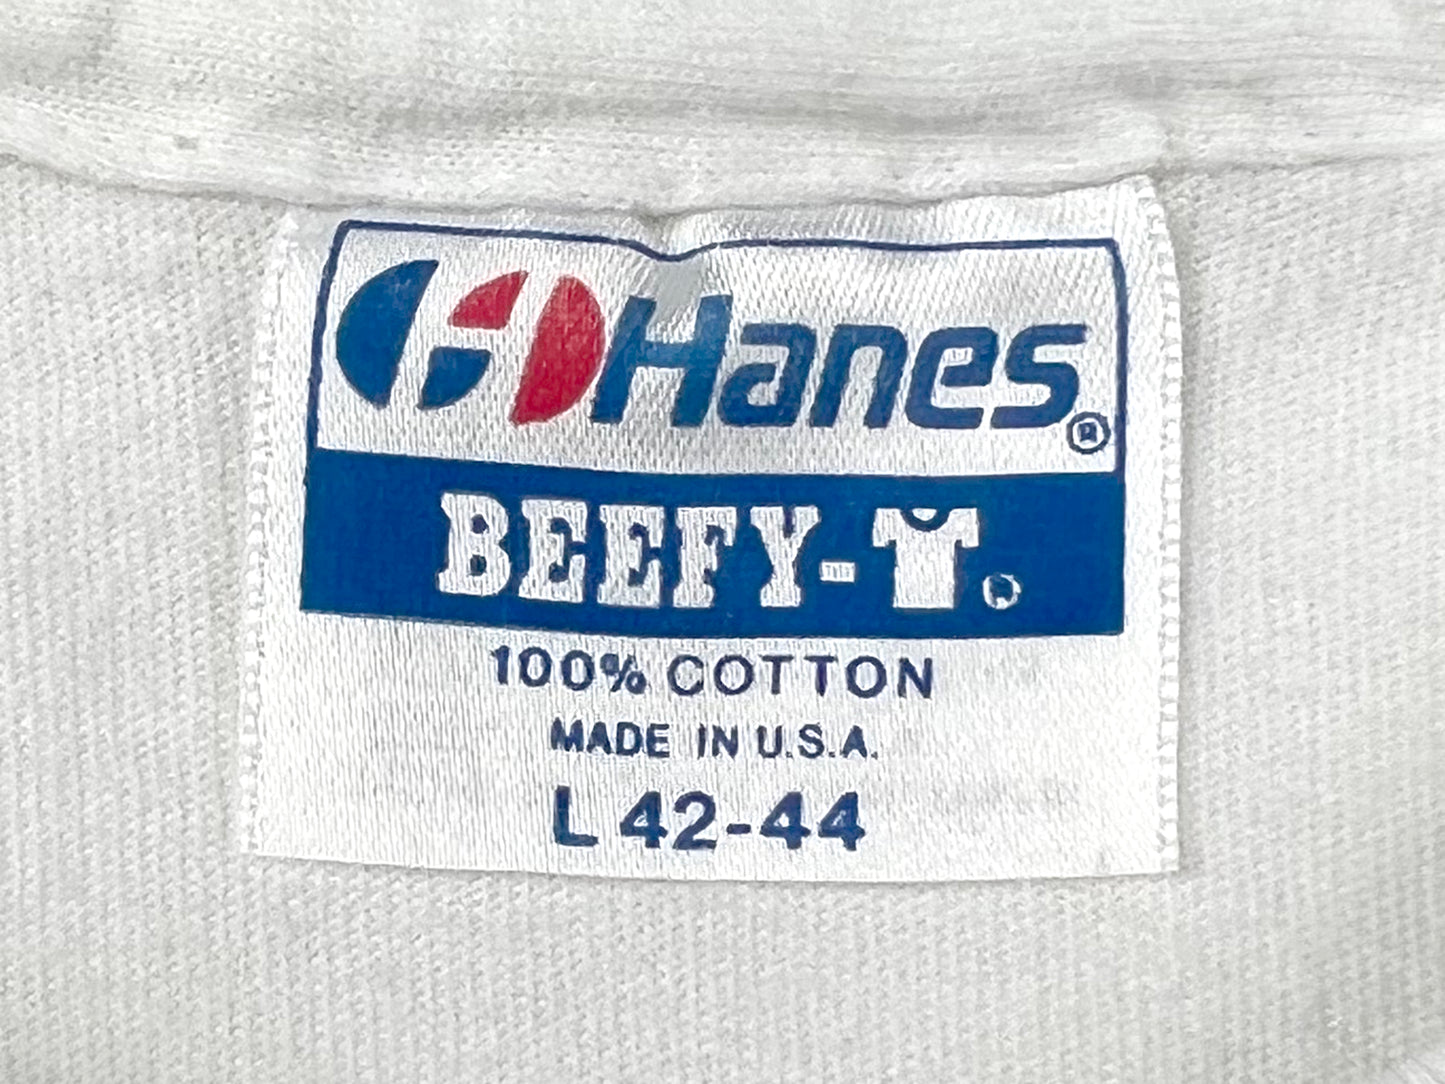 Hanes®
BEEFY-T®
100% COTTON
MADE IN U.S.A.
L 42-44